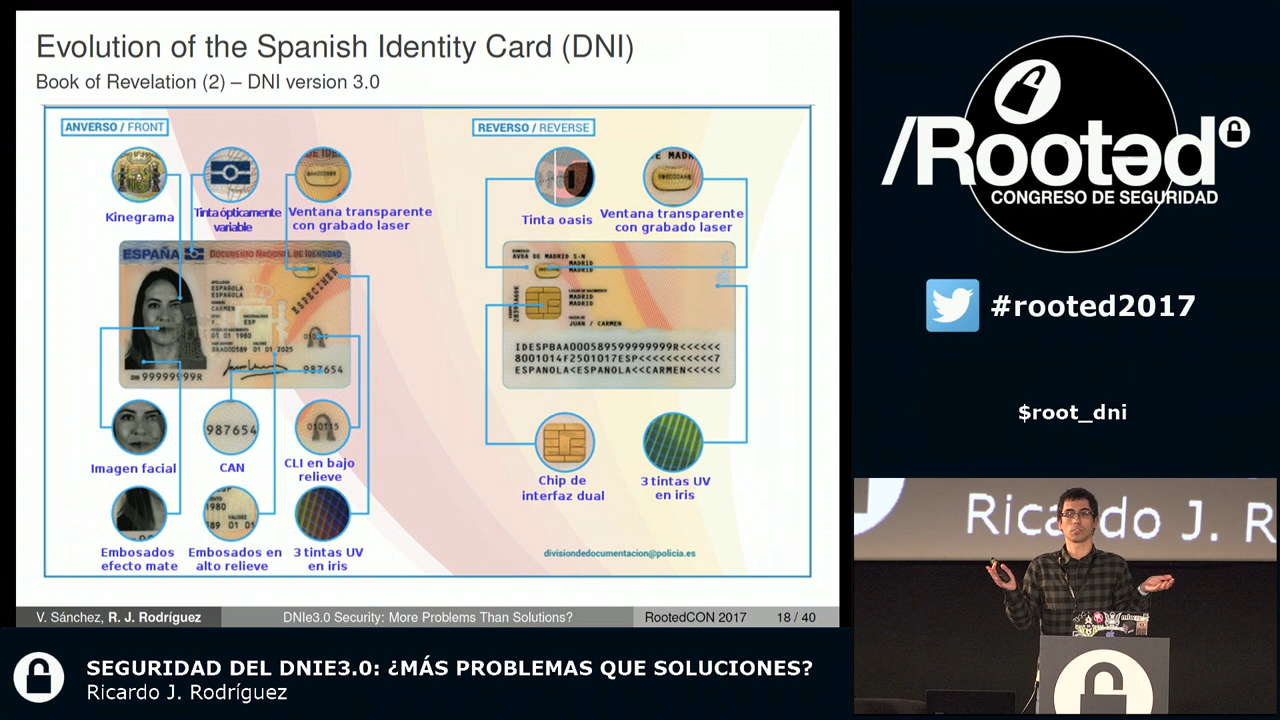 Evolution of the Spanish Identity Card (DNI)
Book of Revelation (2) – DNI version 3.0
ANVERSO / FRONT
REVERSO / REVERSE
Kinegrama
Tinta ópticamente
variable
Ventana transparente
con grabado laser
Tinta oasis
Ventana transparente
con grabado laser
ESPAÑA
DOCUMENTO NACIONAL DE IDENTIDAD
ESPECIMEN
ESPAÑOLA
ESPAÑOLA
CARMEN
F
ESP
01 01 1980
BAA000589 01 01 2025
DNI 99999999R
987654
AVDA DE MADRID S-N
MADRID
MADRID
MADRID
MADRID
JUAN / CARMEN
IDESPBAA000589599999999R<<<<<<
8001014F2501017ESP<<<<<<<<<<<7
ESPANOLA<ESPANOLA<<CARMEN<<<<<
987654
Imagen facial
CAN
CLI en bajo
relieve
Chip de
interfaz dual
3 tintas UV
en iris
Embosados
efecto mate
Embosados en
alto relieve
3 tintas UV
en iris
divisiondedocumentacion@policia.es
V. Sánchez, R. J. Rodríguez
DNIe3.0 Security: More Problems Than Solutions?
RootedCON 2017
18 / 40
/Rootəd
CONGRESO DE SEGURIDAD
#rooted2017
$root_dni
Ricardo J. R
SEGURIDAD DEL DNIE3.0: ¿MÁS PROBLEMAS QUE SOLUCIONES?
Ricardo J. Rodríguez